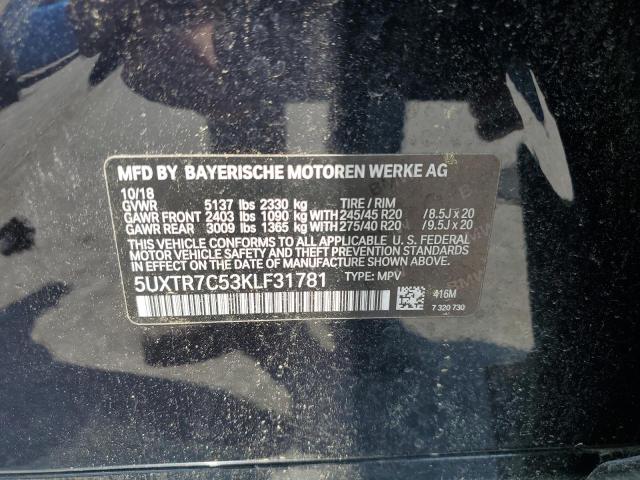 MFD BY BAYERISCHE MOTOREN WERKE AG
10/18
GVWR 5137 lbs 2330 kg TIRE / RIM
GAWR FRONT 2403 lbs 1090 kg WITH 245/45 R20 / 8.5J x 20
GAWR REAR 3009 lbs 1365 kg WITH 275/40 R20 / 9.5J x 20
THIS VEHICLE CONFORMS TO ALL APPLICABLE U. S. FEDERAL
MOTOR VEHICLE SAFETY AND THEFT PREVENTION STANDARDS
IN EFFECT ON THE DATE OF MANUFACTURE SHOWN ABOVE.
5UXTR7C53KLF31781 TYPE: MPV
416M
7 320 730